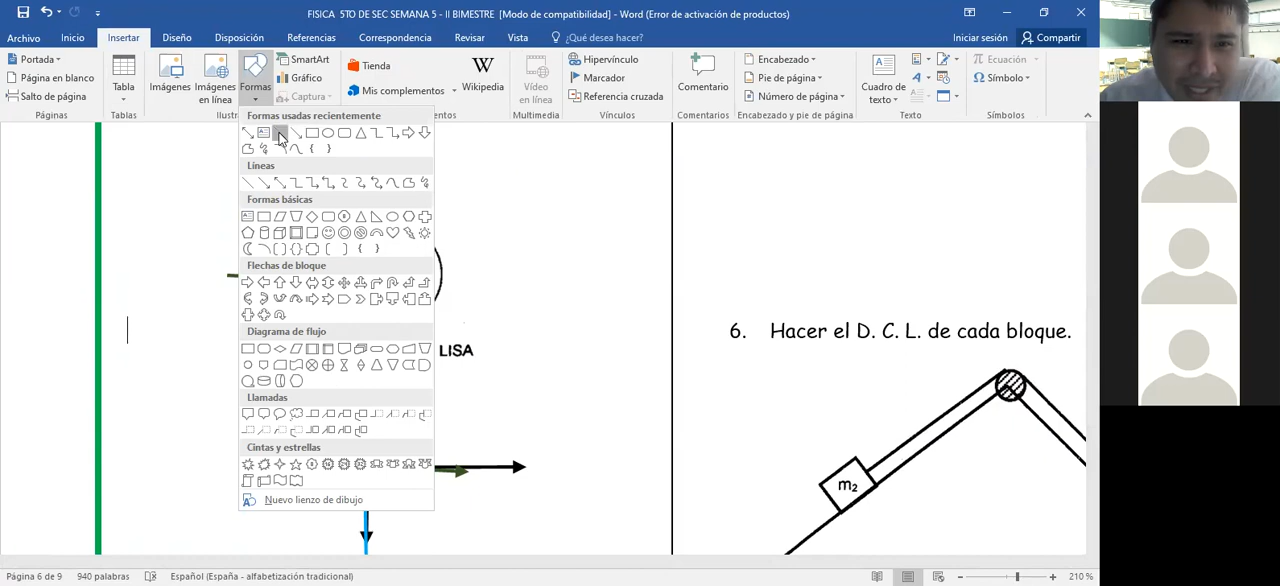 FISICA 5TO DE SEC SEMANA 5 - II BIMESTRE [Modo de compatibilidad] - Word (Error de activación de productos)
Archivo Inicio Insertar Diseño Disposición Referencias Correspondencia Revisar Vista ¿Qué desea hacer? Iniciar sesión Compartir
Portada
Página en blanco
Salto de página
Páginas
Tabla
Tablas
Imágenes
Imágenes en línea
Formas
SmartArt
Gráfico
Captura
Ilustr
Tienda
Mis complementos
Wikipedia
entos
Vídeo en línea
Multimedia
Hipervínculo
Marcador
Referencia cruzada
Vínculos
Comentario
Comentarios
Encabezado
Pie de página
Número de página
Encabezado y pie de página
Cuadro de texto
Texto
Ecuación
Símbolo
Símbolos
Formas usadas recientemente
Líneas
Formas básicas
Flechas de bloque
Diagrama de flujo
Llamadas
Cintas y estrellas
Nuevo lienzo de dibujo
LISA
6. Hacer el D. C. L. de cada bloque.
m₂
Página 6 de 9 940 palabras Español (España - alfabetización tradicional) 210 %